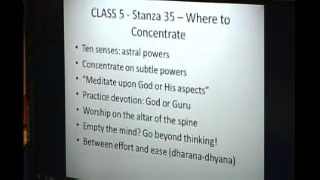 CLASS 5 - Stanza 35 – Where to
Concentrate
• Ten senses: astral powers
• Concentrate on subtle powers
• "Meditate upon God or His aspects"
• Practice devotion: God or Guru
• Worship on the altar of the spine
• Empty the mind? Go beyond thinking!
• Between effort and ease (dharana-dhyana)